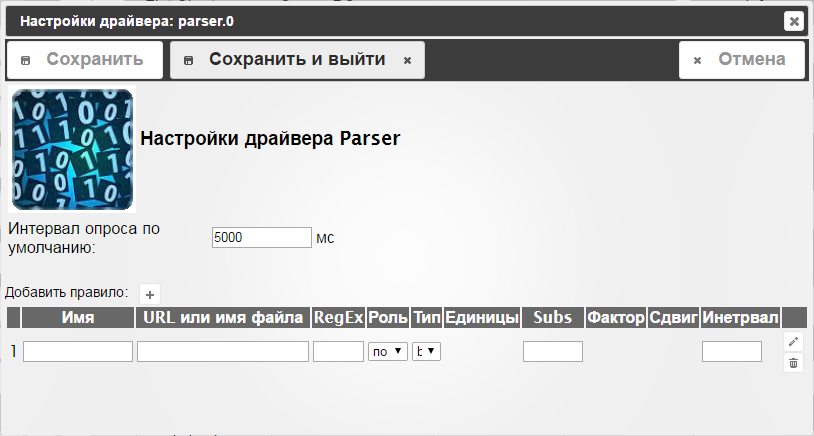 Настройки драйвера: parser.0
Сохранить Сохранить и выйти Отмена
Настройки драйвера Parser
Интервал опроса по
умолчанию:
5000 мс
Добавить правило:
Имя URL или имя файла RegEx Роль Тип Единицы Subs Фактор Сдвиг Инетрвал
1 по